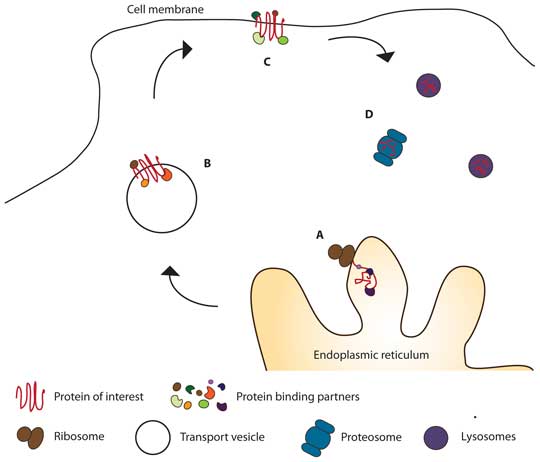 Cell membrane
C
D
B
A
Endoplasmic reticulum
Protein of interest
Protein binding partners
Ribosome
Transport vesicle
Proteosome
Lysosomes